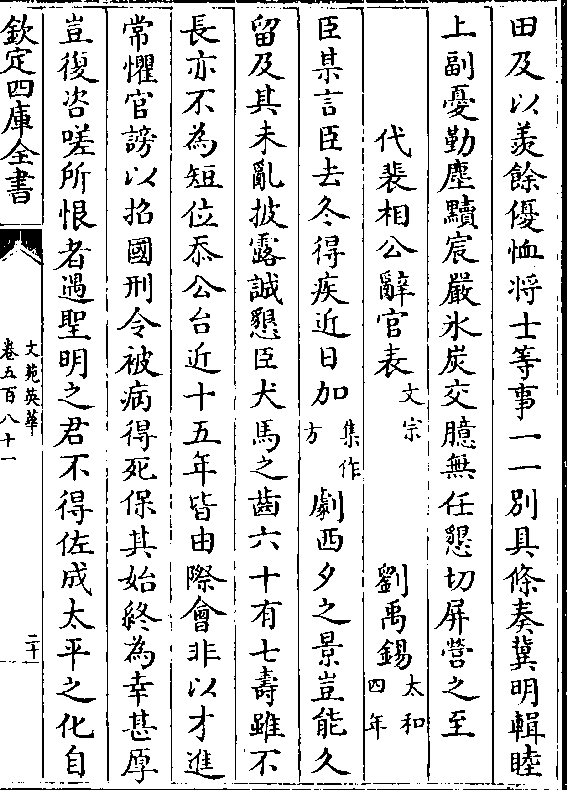 田及以羨餘優恤将士等事一一別具條奏冀明輯睦
上副憂勤塵黷宸嚴氷炭交臆無任懇切屏營之至
代裴相公辭官表 文宗 劉禹錫 太和四年
臣某言臣去冬得疾近日加 集作方 劇西夕之景豈能久
留及其未亂披露誠懇臣犬馬之齒六十有七壽雖不
長亦不為短位忝公台近十五年皆由際會非以才進
常懼官謗以招國刑令被病得死保其始終為幸甚厚
豈復咨嗟所恨者遇聖明之君不得佐成太平之化自
欽定四庫全書
文苑英華
卷五百八十一
二十